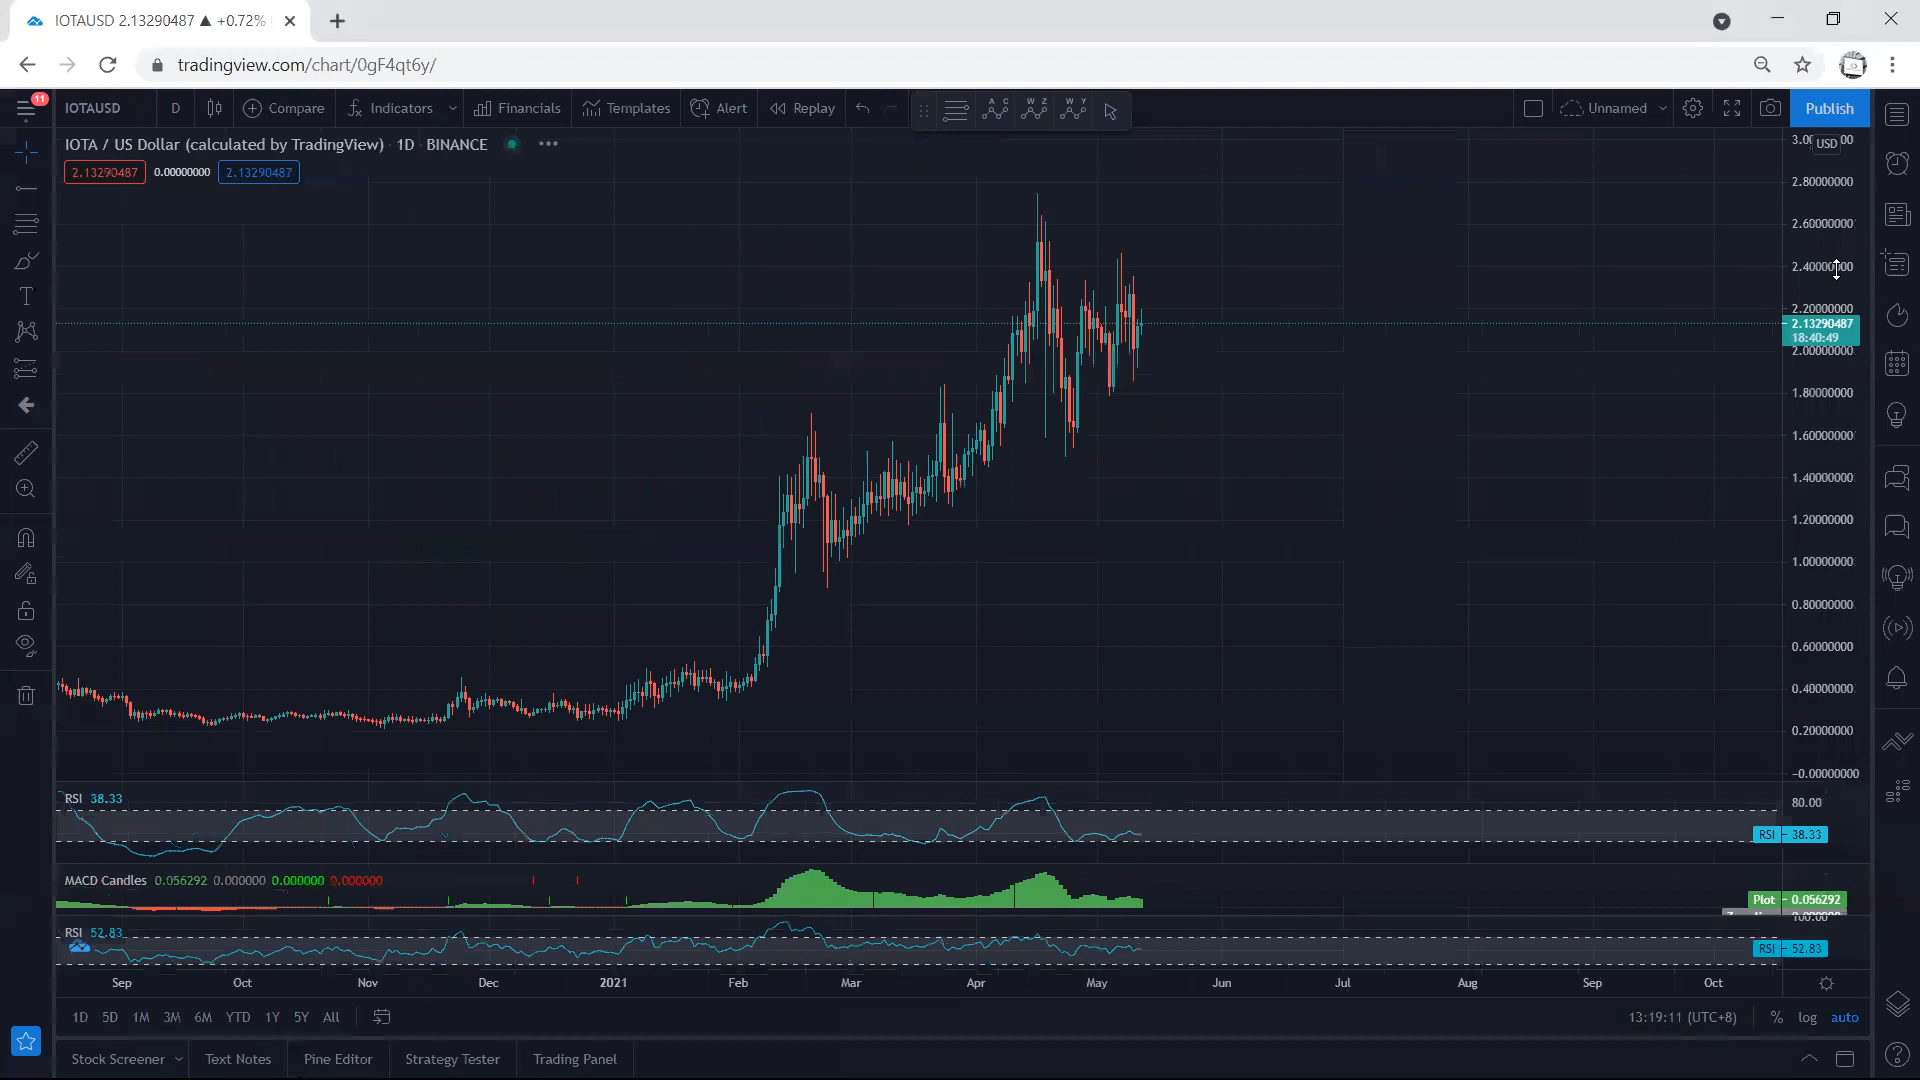 IOTAUSD 2.13290487 ▲ +0.72%
tradingview.com/chart/0gF4qt6y/
11
IOTAUSD D Compare Indicators Financials Templates Alert Replay A C W Z W Y Unnamed Publish
IOTA / US Dollar (calculated by TradingView) · 1D · BINANCE
2.13290487 0.00000000 2.13290487
USD
2.80000000
2.60000000
2.40000000
2.20000000
2.13290487
18:40:49
2.00000000
1.80000000
1.60000000
1.40000000
1.20000000
1.00000000
0.80000000
0.60000000
0.40000000
0.20000000
-0.00000000
RSI 38.33
80.00
RSI 38.33
MACD Candles 0.056292 0.000000 0.000000 0.000000
Plot 0.056292
100.00
RSI 52.83
RSI 52.83
Sep Oct Nov Dec 2021 Feb Mar Apr May Jun Jul Aug Sep Oct
1D 5D 1M 3M 6M YTD 1Y 5Y All 13:19:11 (UTC+8) % log auto
Stock Screener Text Notes Pine Editor Strategy Tester Trading Panel